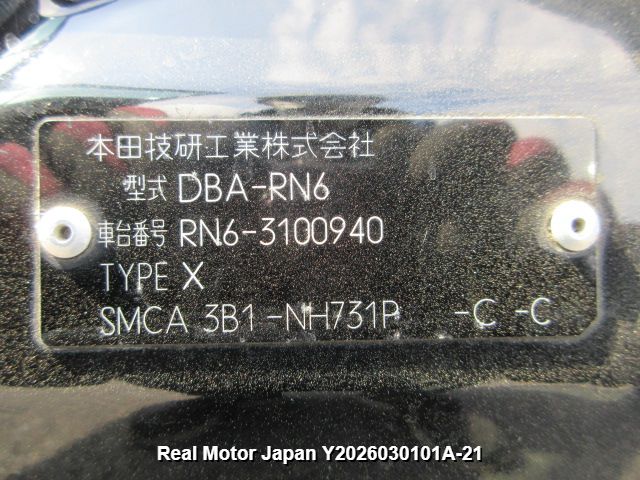 本田技研工業株式会社
型式 DBA-RN6
車台番号 RN6-3100940
TYPE X
SMCA 3B1-NH731P -C -C
Real Motor Japan Y2026030101A-21